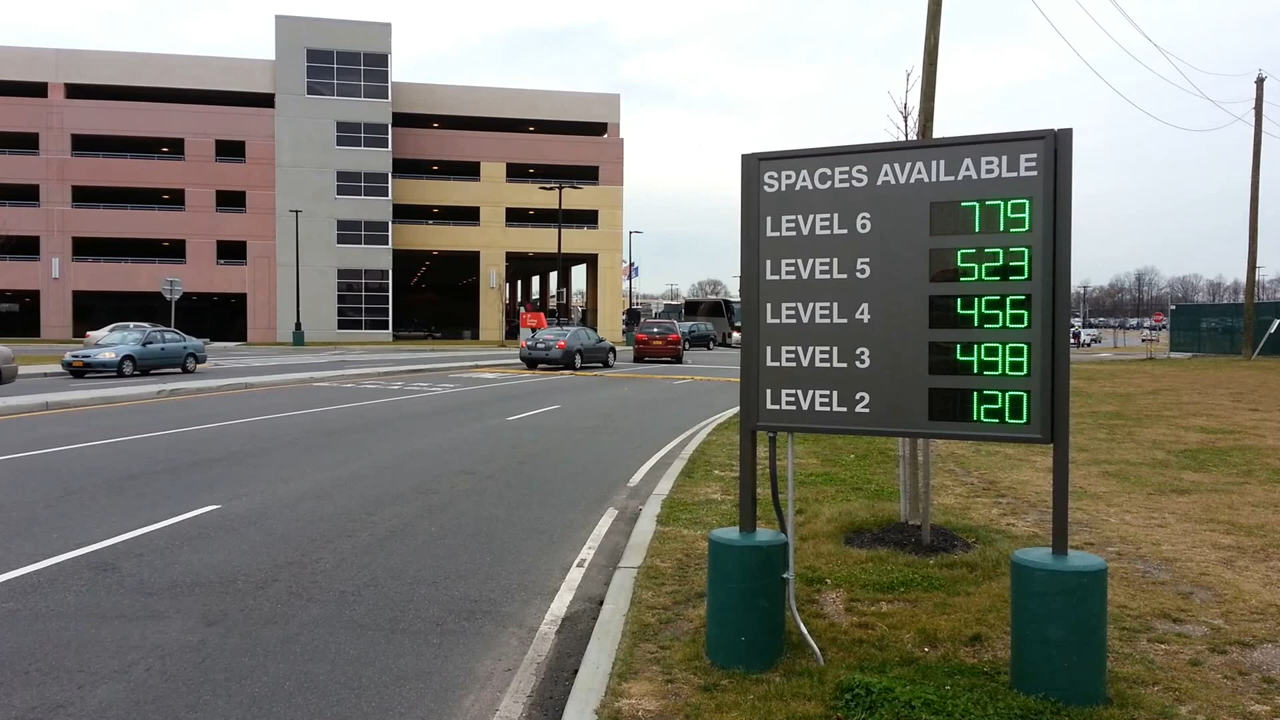 SPACES AVAILABLE
LEVEL 6 779
LEVEL 5 523
LEVEL 4 456
LEVEL 3 498
LEVEL 2 120